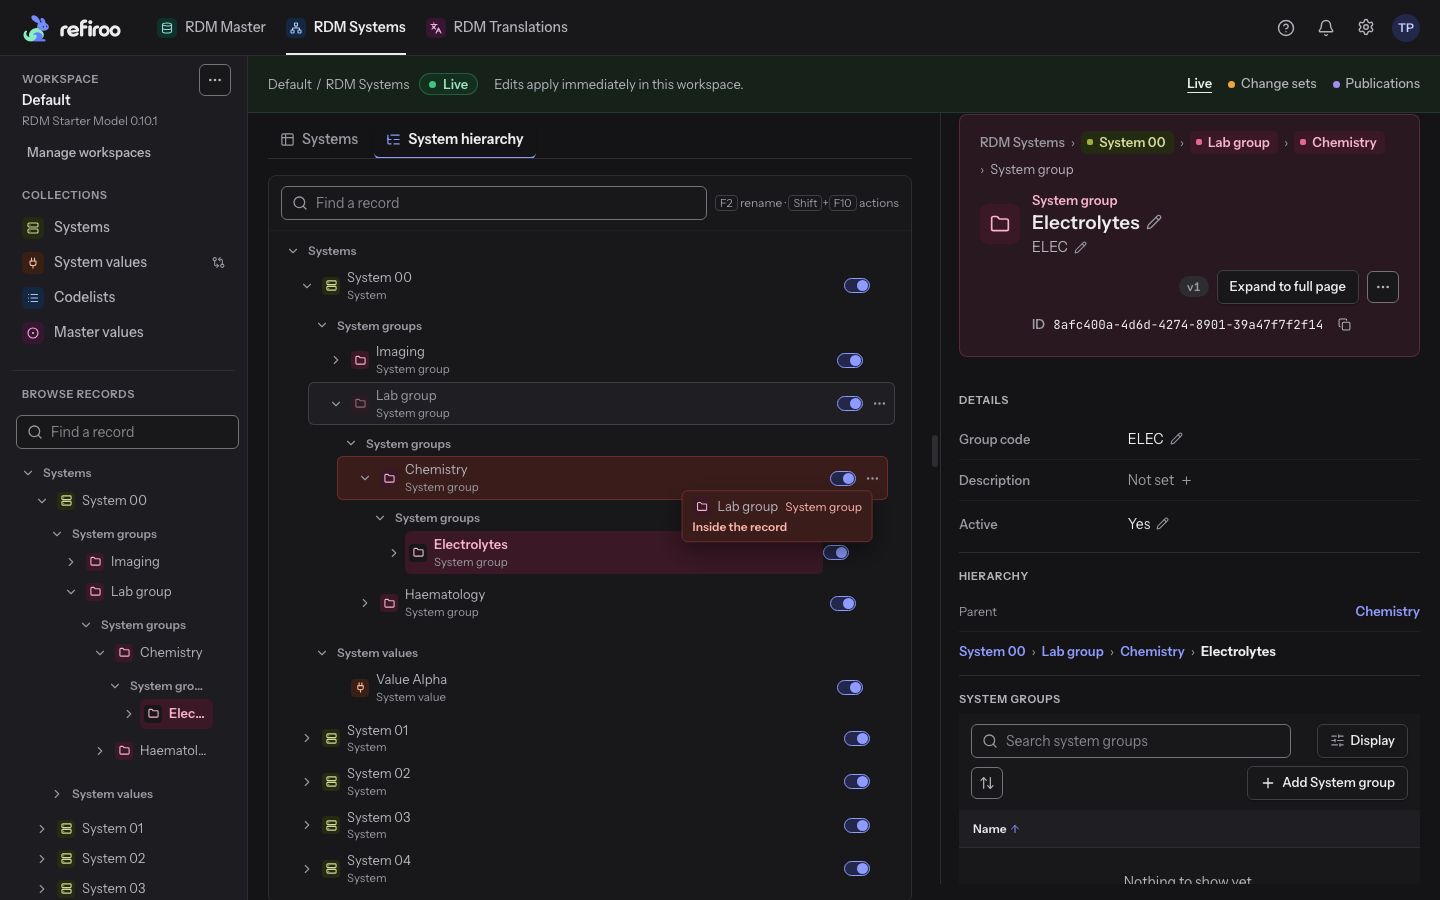 refiroo
RDM Master
RDM Systems
RDM Translations
TP
WORKSPACE
Default
RDM Starter Model 0.10.1
Manage workspaces
COLLECTIONS
Systems
System values
Codelists
Master values
BROWSE RECORDS
Find a record
Systems
System 00
System groups
Imaging
Lab group
System groups
Chemistry
System gro...
Elec...
Haematol...
System values
System 01
System 02
System 03
Default / RDM Systems
Live
Edits apply immediately in this workspace.
Live
Change sets
Publications
Systems
System hierarchy
Find a record
F2 rename · Shift + F10 actions
Systems
System 00
System
System groups
Imaging
System group
Lab group
System group
System groups
Chemistry
System group
Lab group System group
Inside the record
System groups
Electrolytes
System group
Haematology
System group
System values
Value Alpha
System value
System 01
System
System 02
System
System 03
System
System 04
System
RDM Systems › System 00 › Lab group › Chemistry
› System group
System group
Electrolytes
ELEC
v1
Expand to full page
ID 8afc400a-4d6d-4274-8901-39a47f7f2f14
DETAILS
Group code ELEC
Description Not set
Active Yes
HIERARCHY
Parent Chemistry
System 00 › Lab group › Chemistry › Electrolytes
SYSTEM GROUPS
Search system groups
Display
Add System group
Name
Nothing to show yet